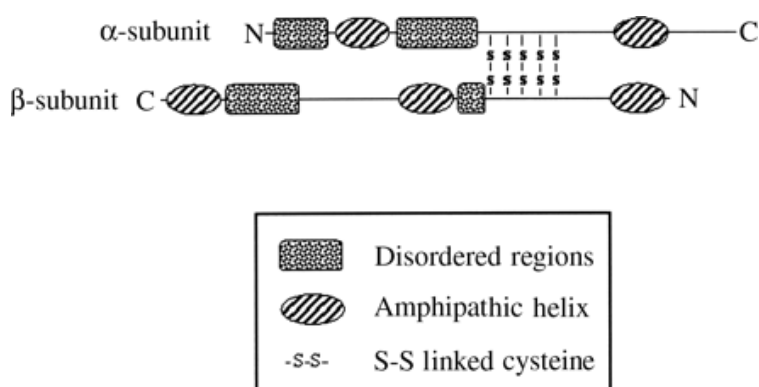 α-subunit N C
S S S S S
S S S S S
β-subunit C N
Disordered regions
Amphipathic helix
-S-S- S-S linked cysteine